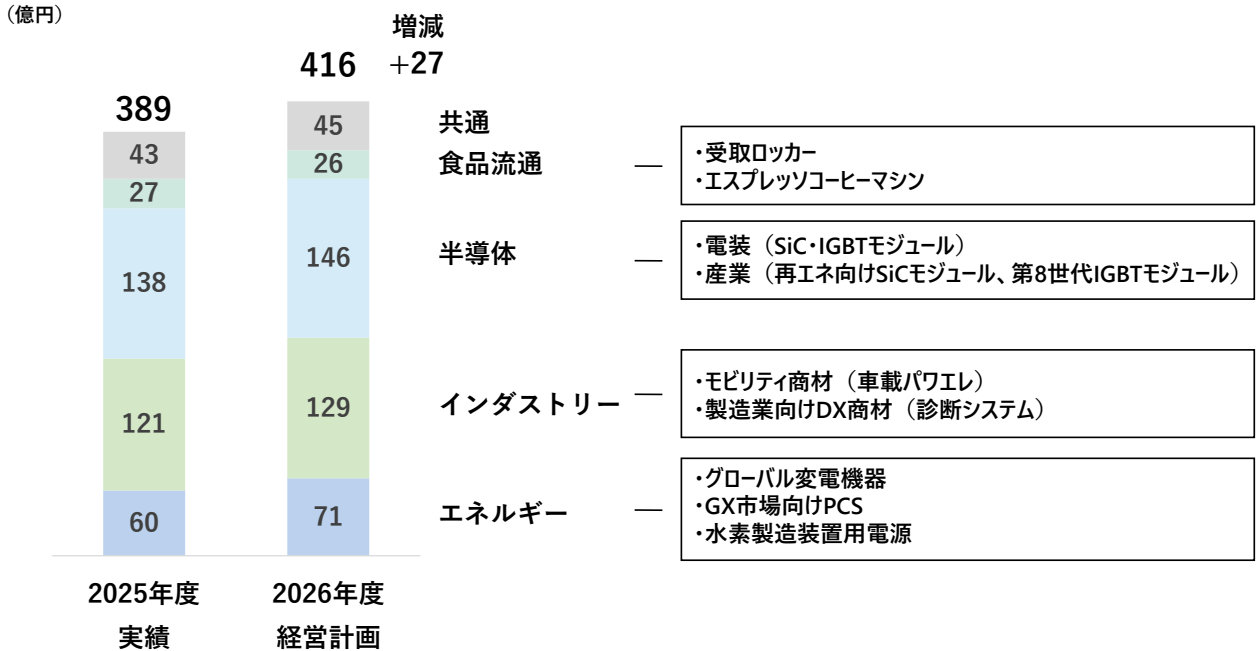 （億円）
増減
416 +27
389
45 共通
43
26 食品流通
27
・受取ロッカー
・エスプレッソコーヒーマシン
146 半導体
138
・電装（SiC・IGBTモジュール）
・産業（再エネ向けSiCモジュール、第8世代IGBTモジュール）
129 インダストリー
121
・モビリティ商材（車載パワエレ）
・製造業向けDX商材（診断システム）
71 エネルギー
60
・グローバル変電機器
・GX市場向けPCS
・水素製造装置用電源
2025年度
実績
2026年度
経営計画